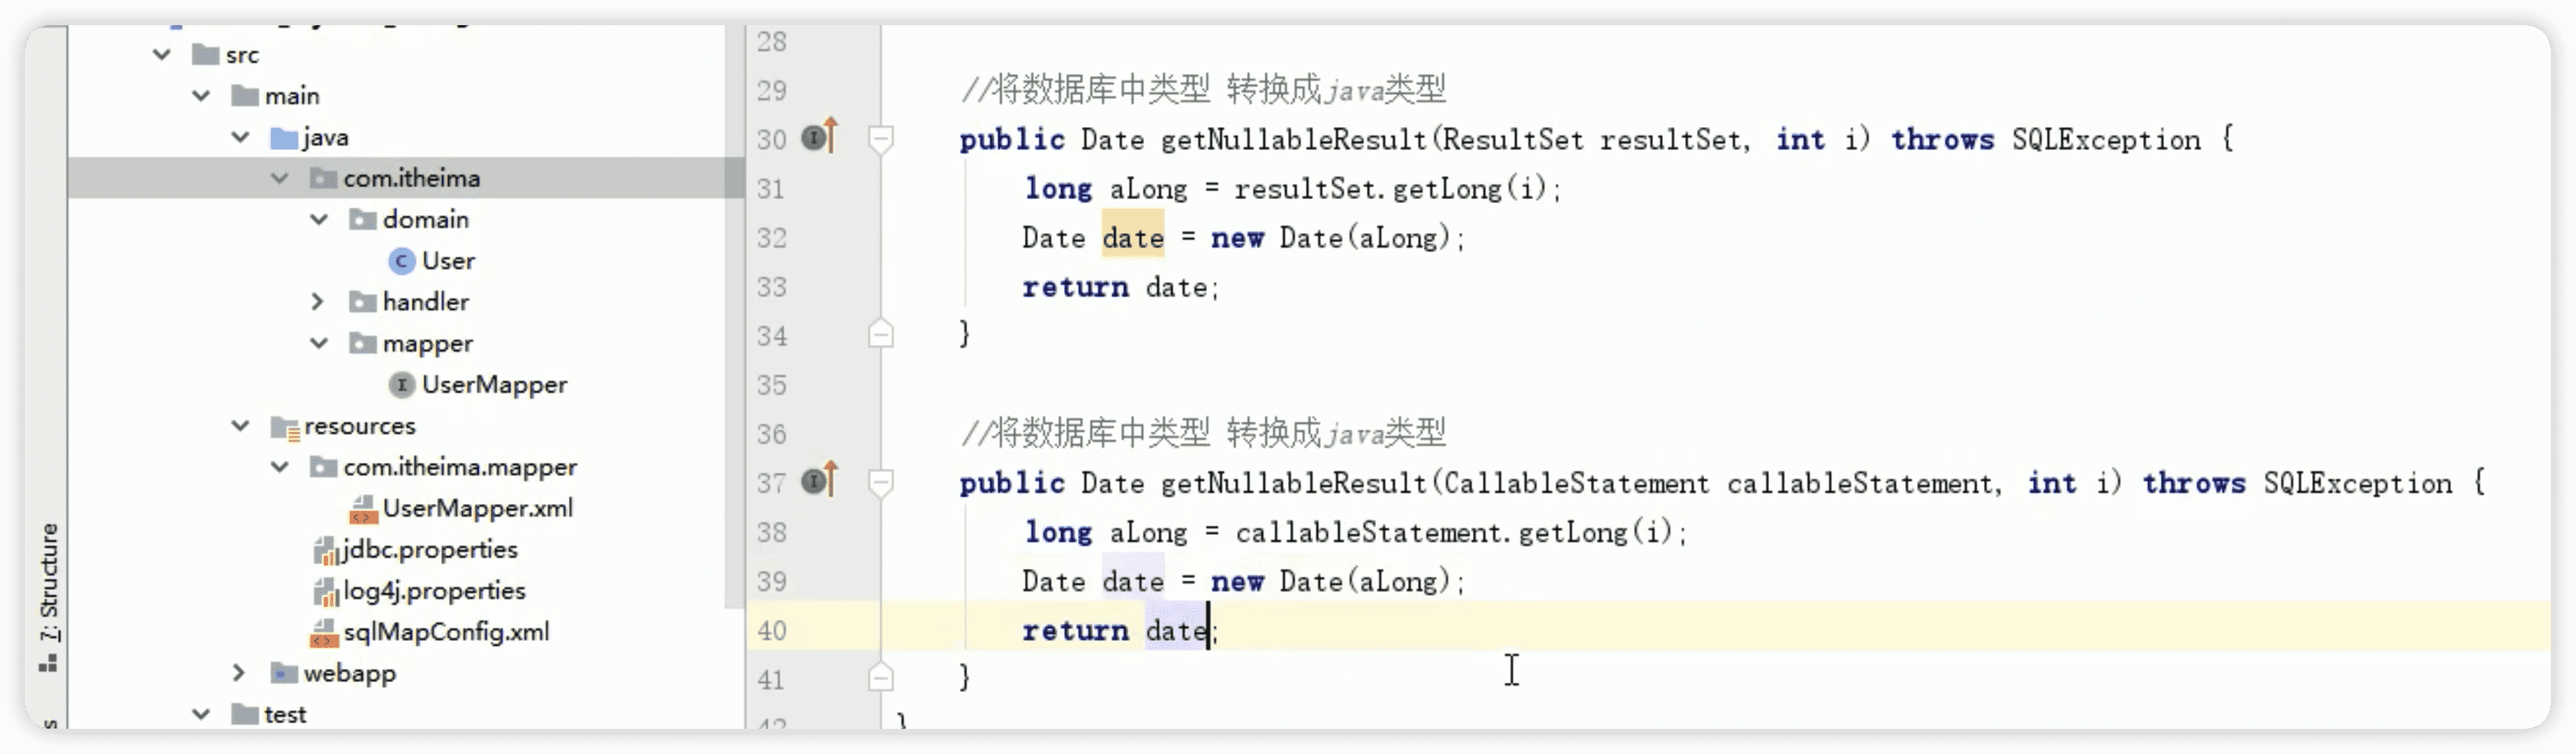 src
main
java
com.itheima
domain
User
handler
mapper
UserMapper
resources
com.itheima.mapper
UserMapper.xml
jdbc.properties
log4j.properties
sqlMapConfig.xml
webapp
test
7: Structure
28
29 //将数据库中类型 转换成java类型
30 public Date getNullableResult(ResultSet resultSet, int i) throws SQLException {
31 long aLong = resultSet.getLong(i);
32 Date date = new Date(aLong);
33 return date;
34 }
35
36 //将数据库中类型 转换成java类型
37 public Date getNullableResult(CallableStatement callableStatement, int i) throws SQLException {
38 long aLong = callableStatement.getLong(i);
39 Date date = new Date(aLong);
40 return date;
41 }
42 }